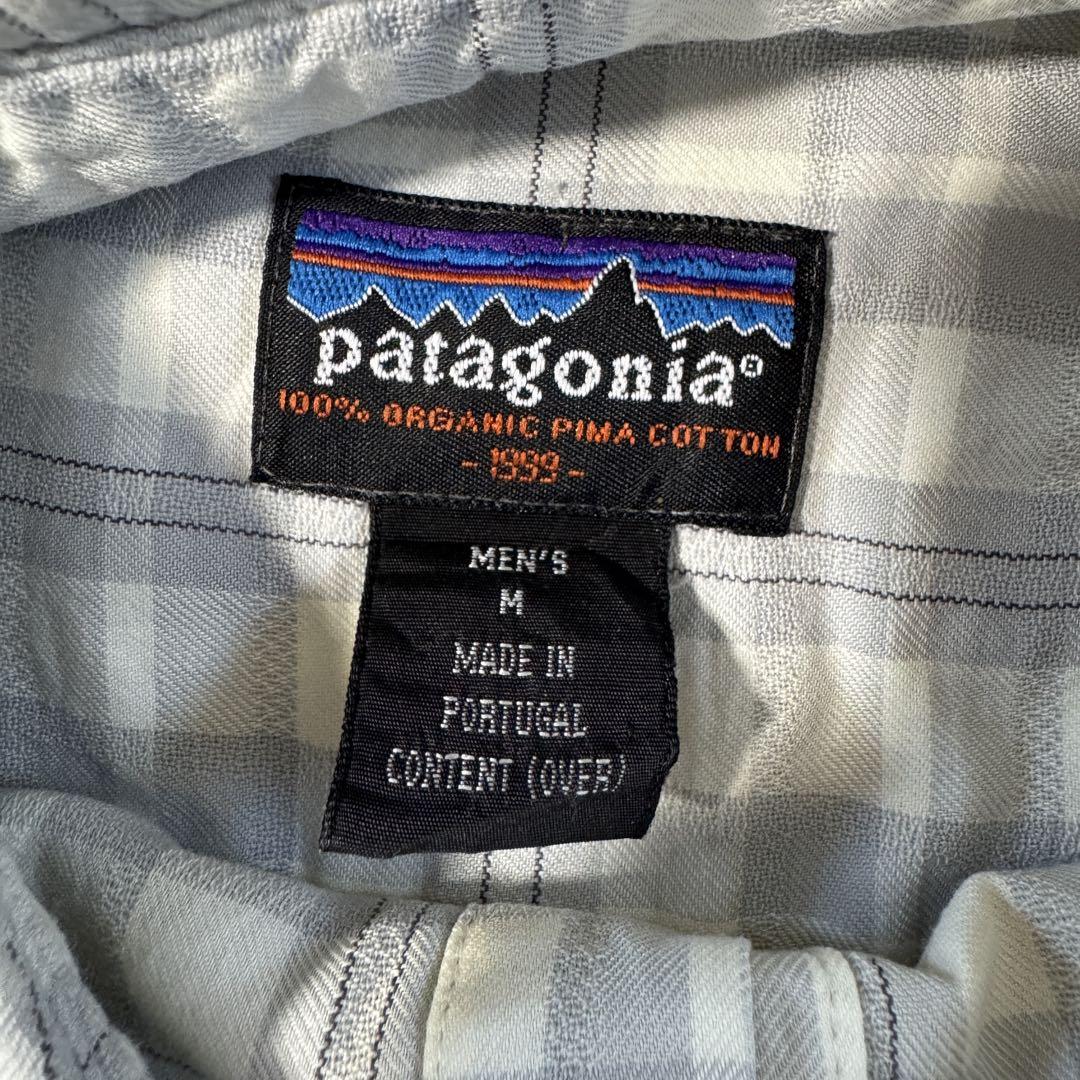 patagonia®
100% ORGANIC PIMA COTTON
- 1999 -
MEN'S
M
MADE IN
PORTUGAL
CONTENT (OVER)